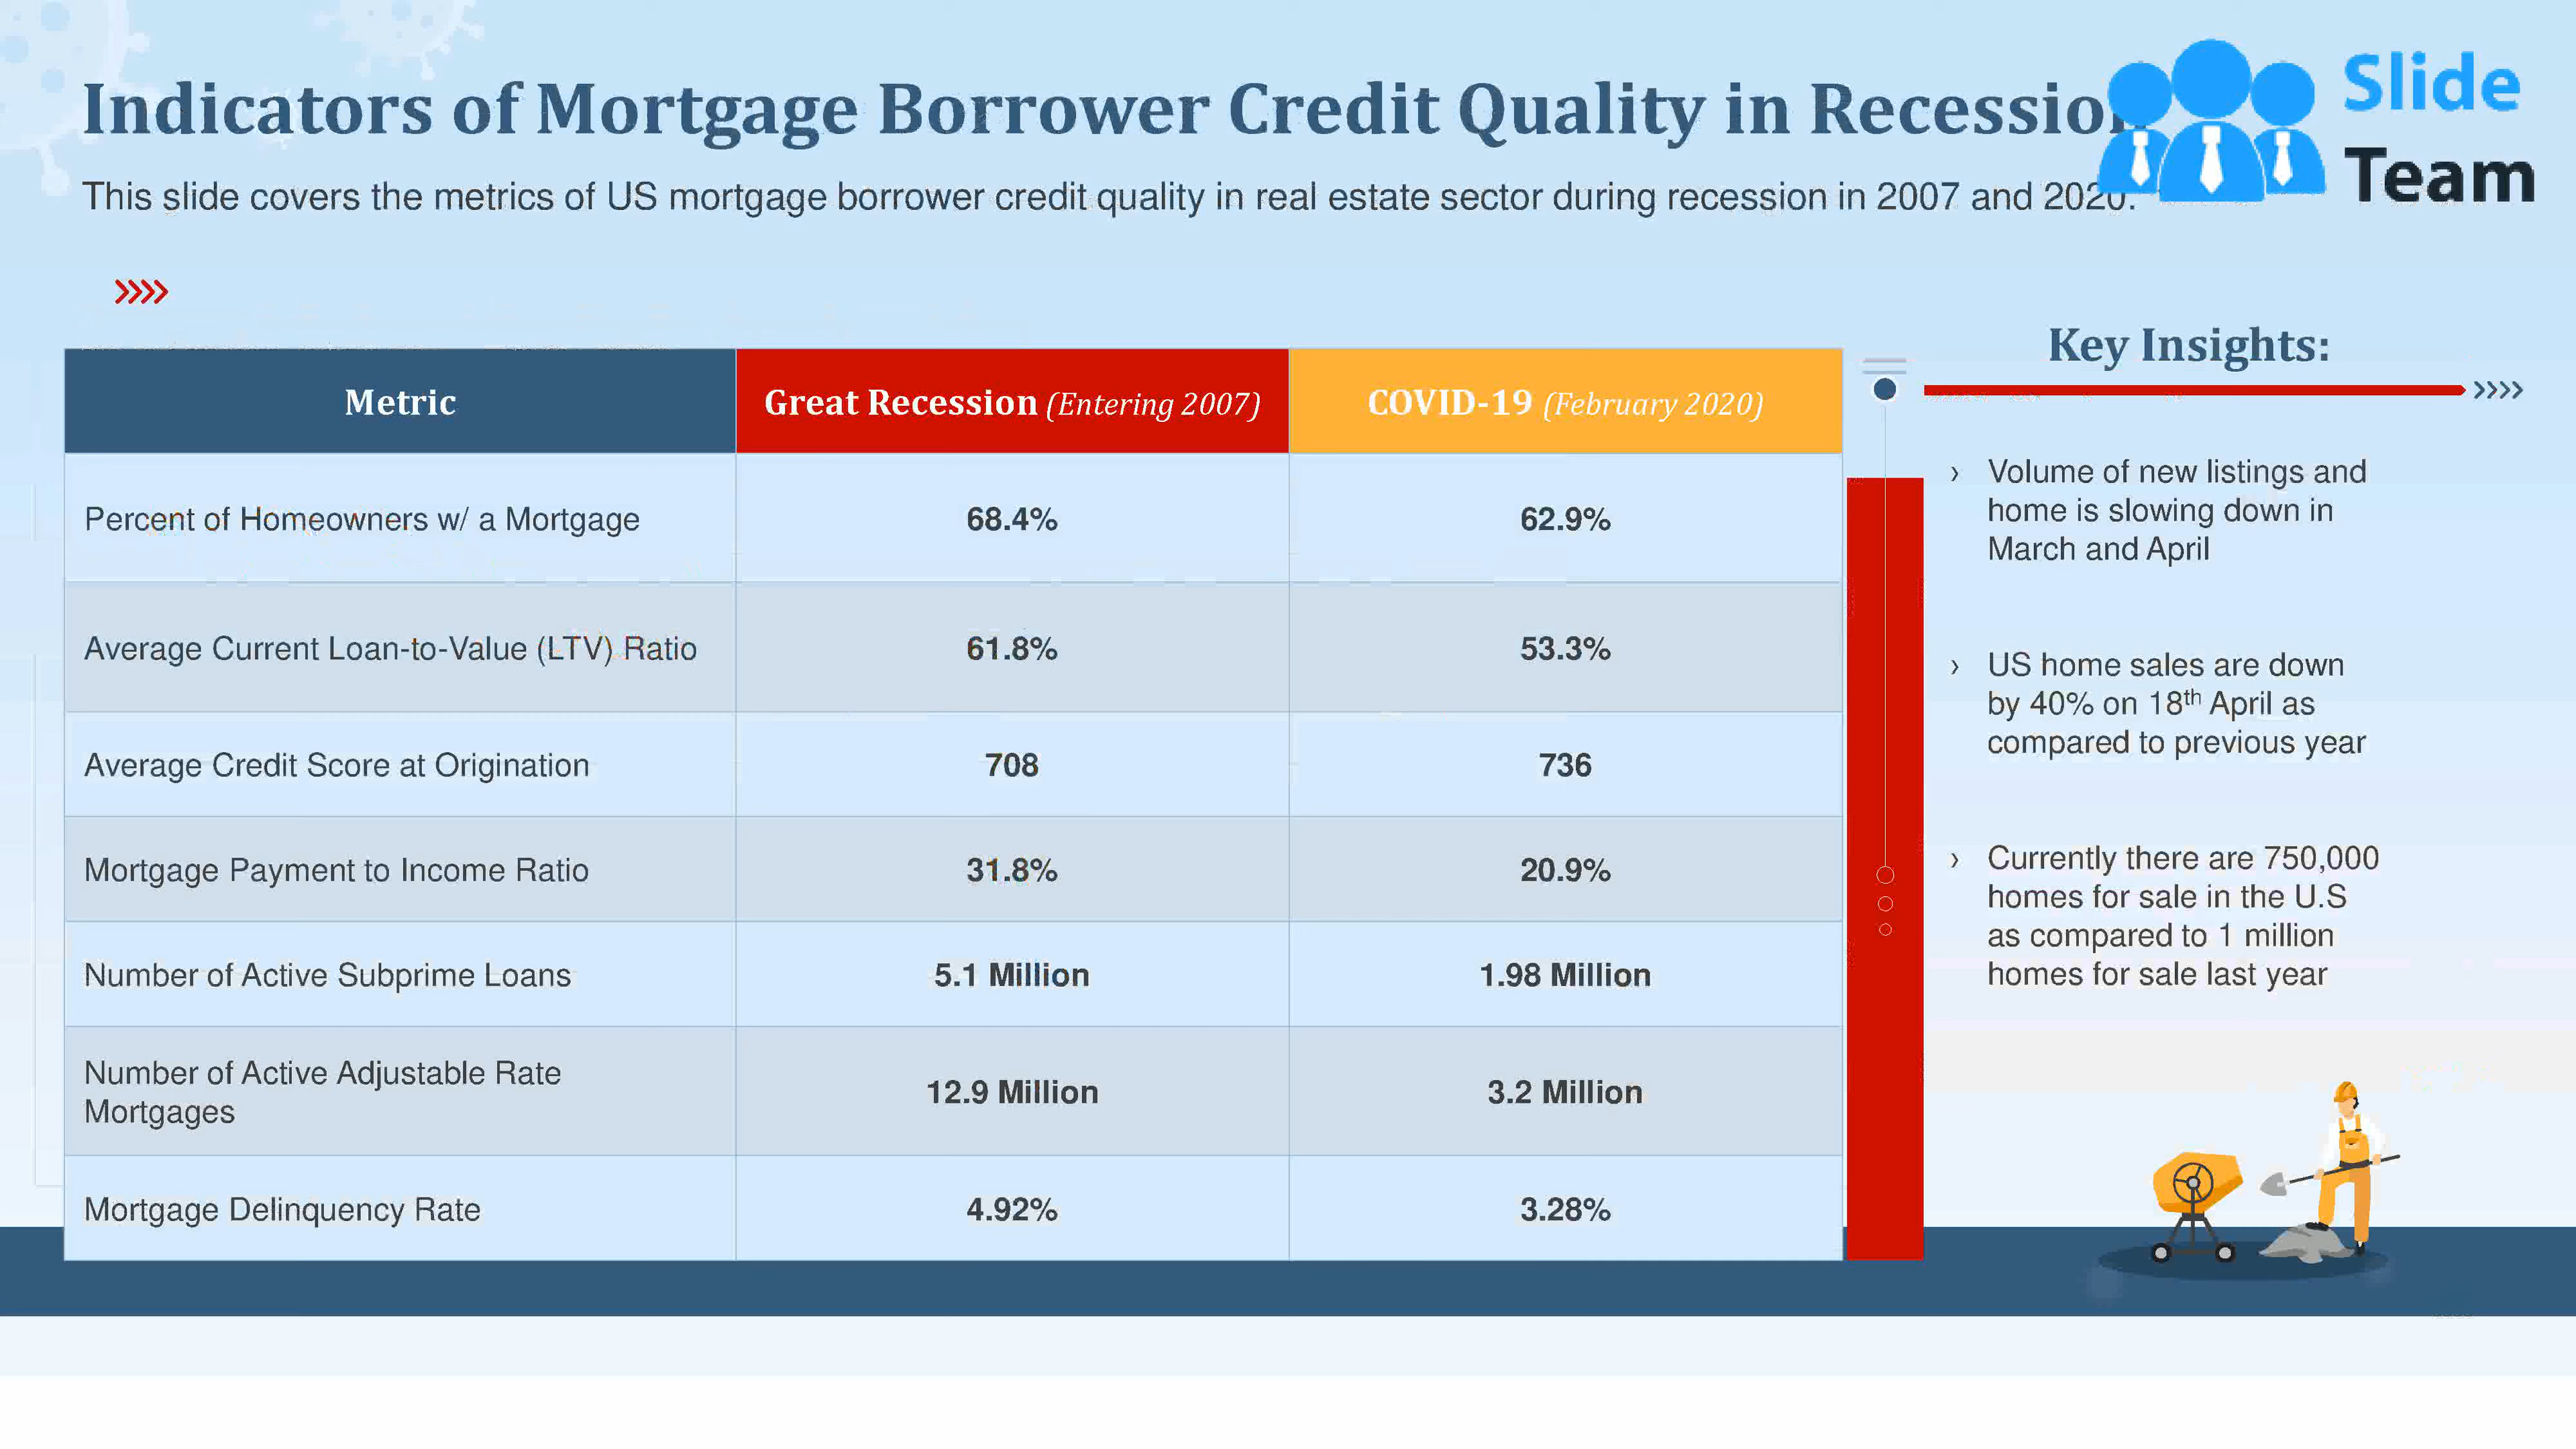 Indicators of Mortgage Borrower Credit Quality in Recession
Slide
Team
This slide covers the metrics of US mortgage borrower credit quality in real estate sector during recession in 2007 and 2020.
Metric
Great Recession (Entering 2007)
COVID-19 (February 2020)
Percent of Homeowners w/ a Mortgage
68.4%
62.9%
Average Current Loan-to-Value (LTV) Ratio
61.8%
53.3%
Average Credit Score at Origination
708
736
Mortgage Payment to Income Ratio
31.8%
20.9%
Number of Active Subprime Loans
5.1 Million
1.98 Million
Number of Active Adjustable Rate
Mortgages
12.9 Million
3.2 Million
Mortgage Delinquency Rate
4.92%
3.28%
Key Insights:
› Volume of new listings and
home is slowing down in
March and April
› US home sales are down
by 40% on 18th April as
compared to previous year
› Currently there are 750,000
homes for sale in the U.S
as compared to 1 million
homes for sale last year